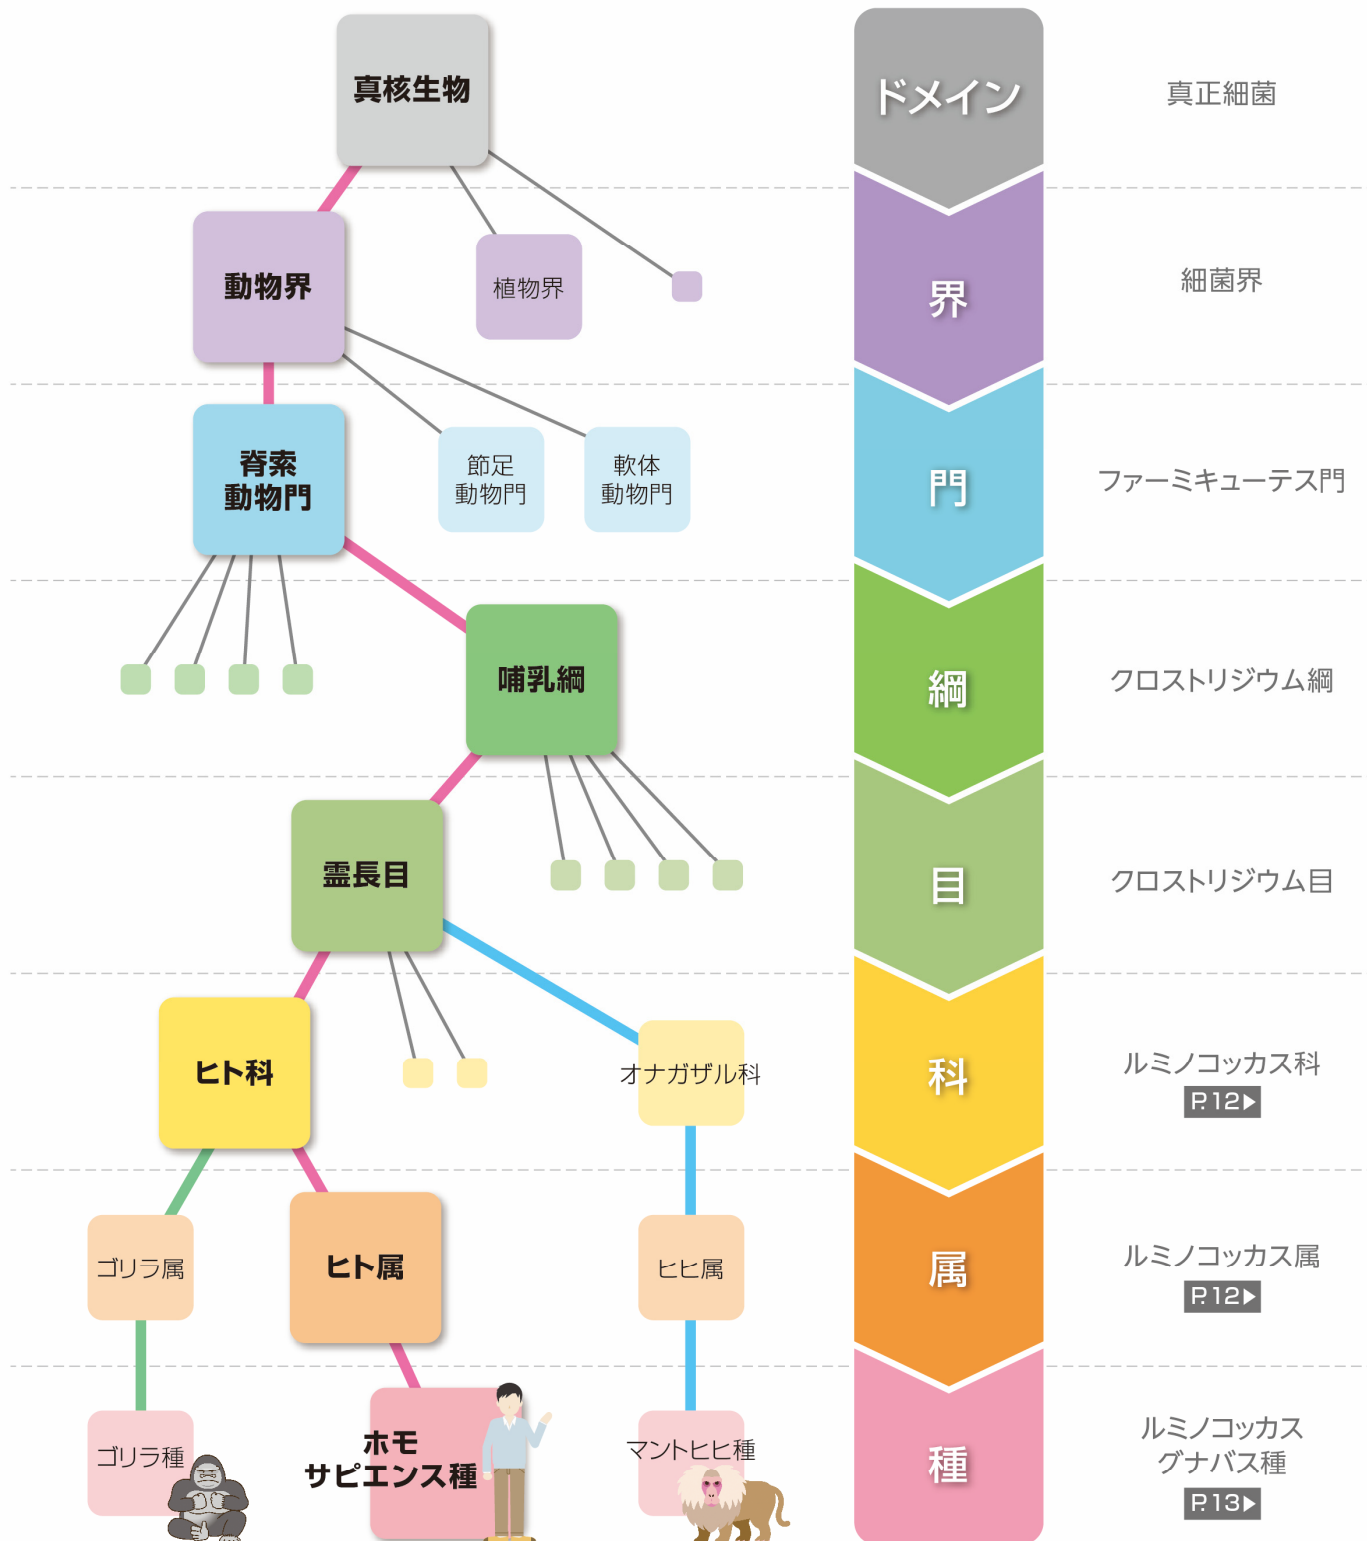 真核生物
ドメイン
真正細菌
動物界
植物界
界
細菌界
脊索
動物門
節足
動物門
軟体
動物門
門
ファーミキューテス門
哺乳綱
綱
クロストリジウム綱
霊長目
目
クロストリジウム目
ヒト科
オナガザル科
科
ルミノコッカス科
P.12▶
ゴリラ属
ヒト属
ヒヒ属
属
ルミノコッカス属
P.12▶
ゴリラ種
ホモ
サピエンス種
マントヒヒ種
種
ルミノコッカス
グナバス種
P.13▶